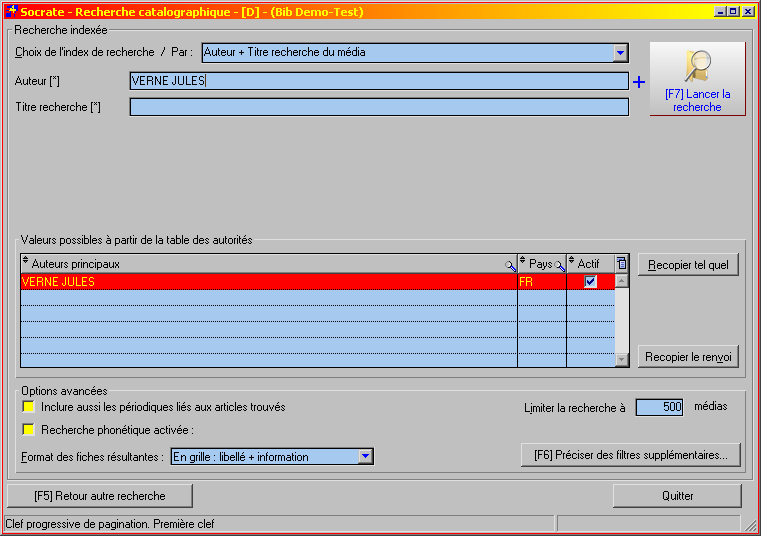 Socrate - Recherche catalographique - [D] - (Bib Demo-Test)
Recherche indexée
Choix de l'index de recherche / Par : Auteur + Titre recherche du média
Auteur [*] VERNE JULES +
Titre recherche [*]
[F7] Lancer la
recherche
Valeurs possibles à partir de la table des autorités
Auteurs principaux Pays Actif
VERNE JULES FR
Recopier tel quel
Recopier le renvoi
Options avancées
Inclure aussi les périodiques liés aux articles trouvés
Limiter la recherche à 500 médias
Recherche phonétique activée :
Format des fiches résultantes : En grille : libellé + information
[F6] Préciser des filtres supplémentaires...
[F5] Retour autre recherche
Quitter
Clef progressive de pagination. Première clef